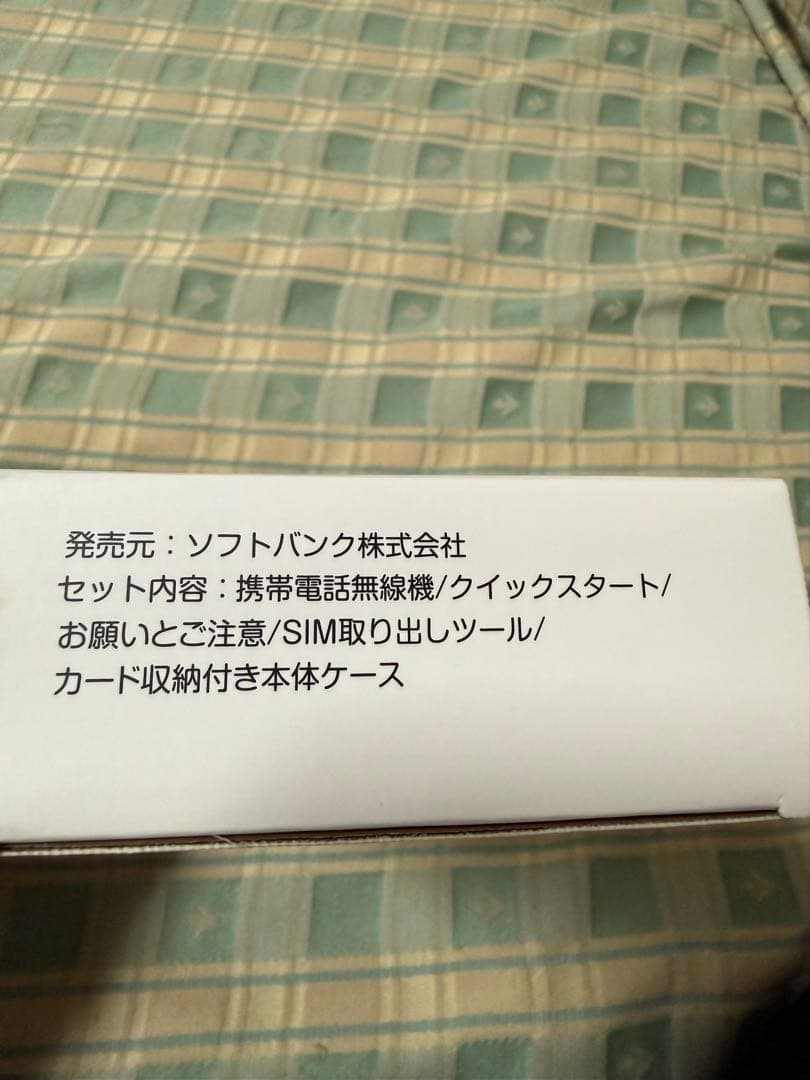 発売元：ソフトバンク株式会社
セット内容：携帯電話無線機/クイックスタート/
お願いとご注意/SIM取り出しツール/
カード収納付き本体ケース